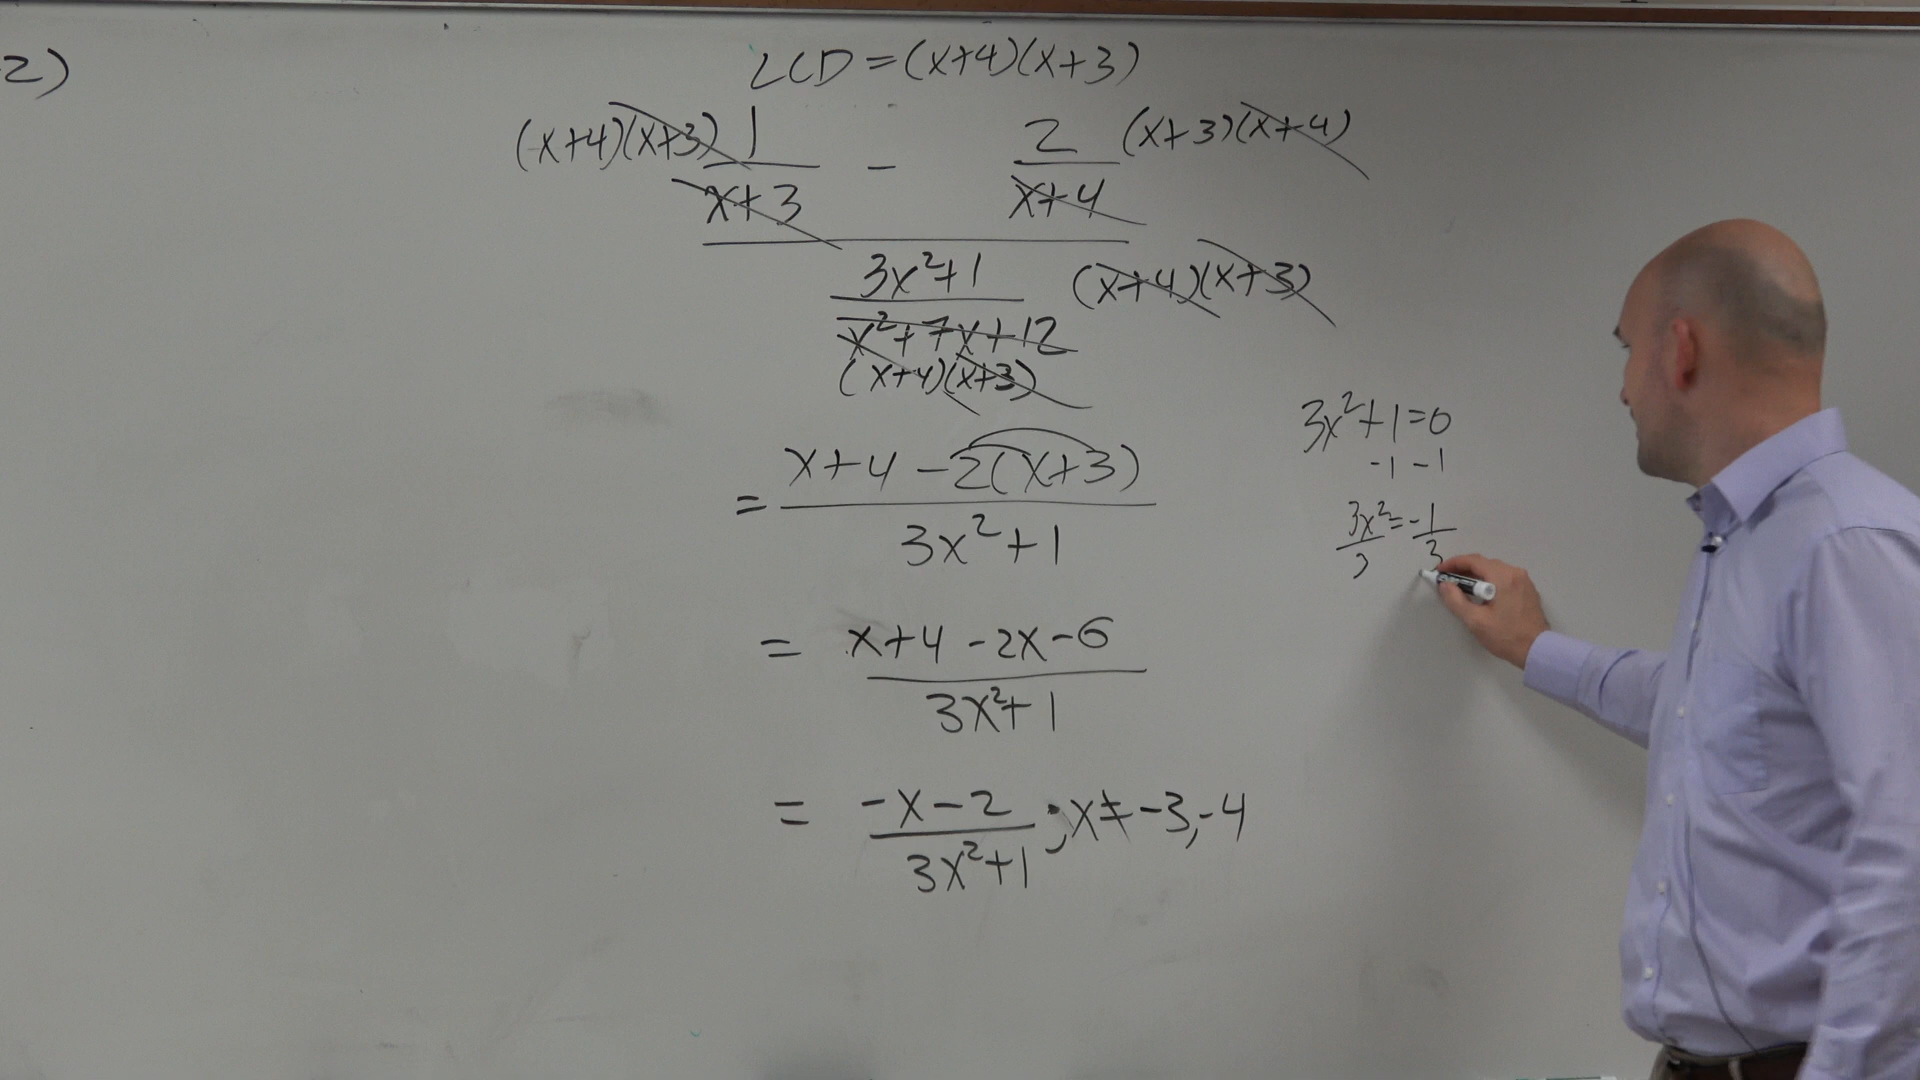 2)
LCD = (x+4)(x+3)
(x+4)(x+3) 1 - 2 (x+3)(x+4)
x+3 x+4
3x²+1 (x+4)(x+3)
x²+7x+12
(x+4)(x+3)
= x+4 -2(x+3)
3x²+1
= x+4 -2x-6
3x²+1
= -x-2 ; x≠-3,-4
3x²+1
3x²+1=0
-1 -1
3x²=-1
3 3